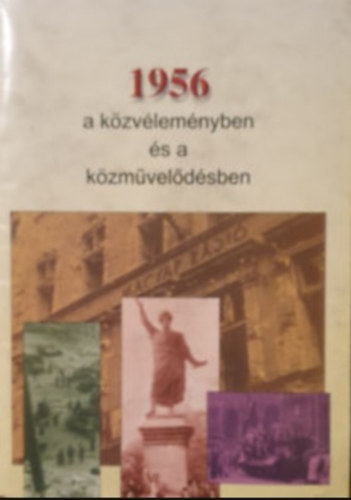 1956
a közvéleményben
és a
közművelődésben
MAGYAR RÁDIÓ